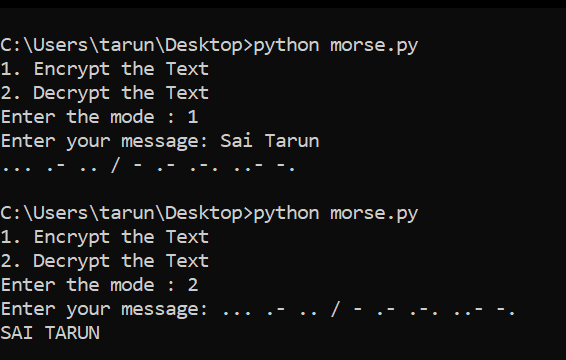 C:\Users\tarun\Desktop>python morse.py
1. Encrypt the Text
2. Decrypt the Text
Enter the mode : 1
Enter your message: Sai Tarun
... .- .. / - .- .-. ..- -.
C:\Users\tarun\Desktop>python morse.py
1. Encrypt the Text
2. Decrypt the Text
Enter the mode : 2
Enter your message: ... .- .. / - .- .-. ..- -.
SAI TARUN